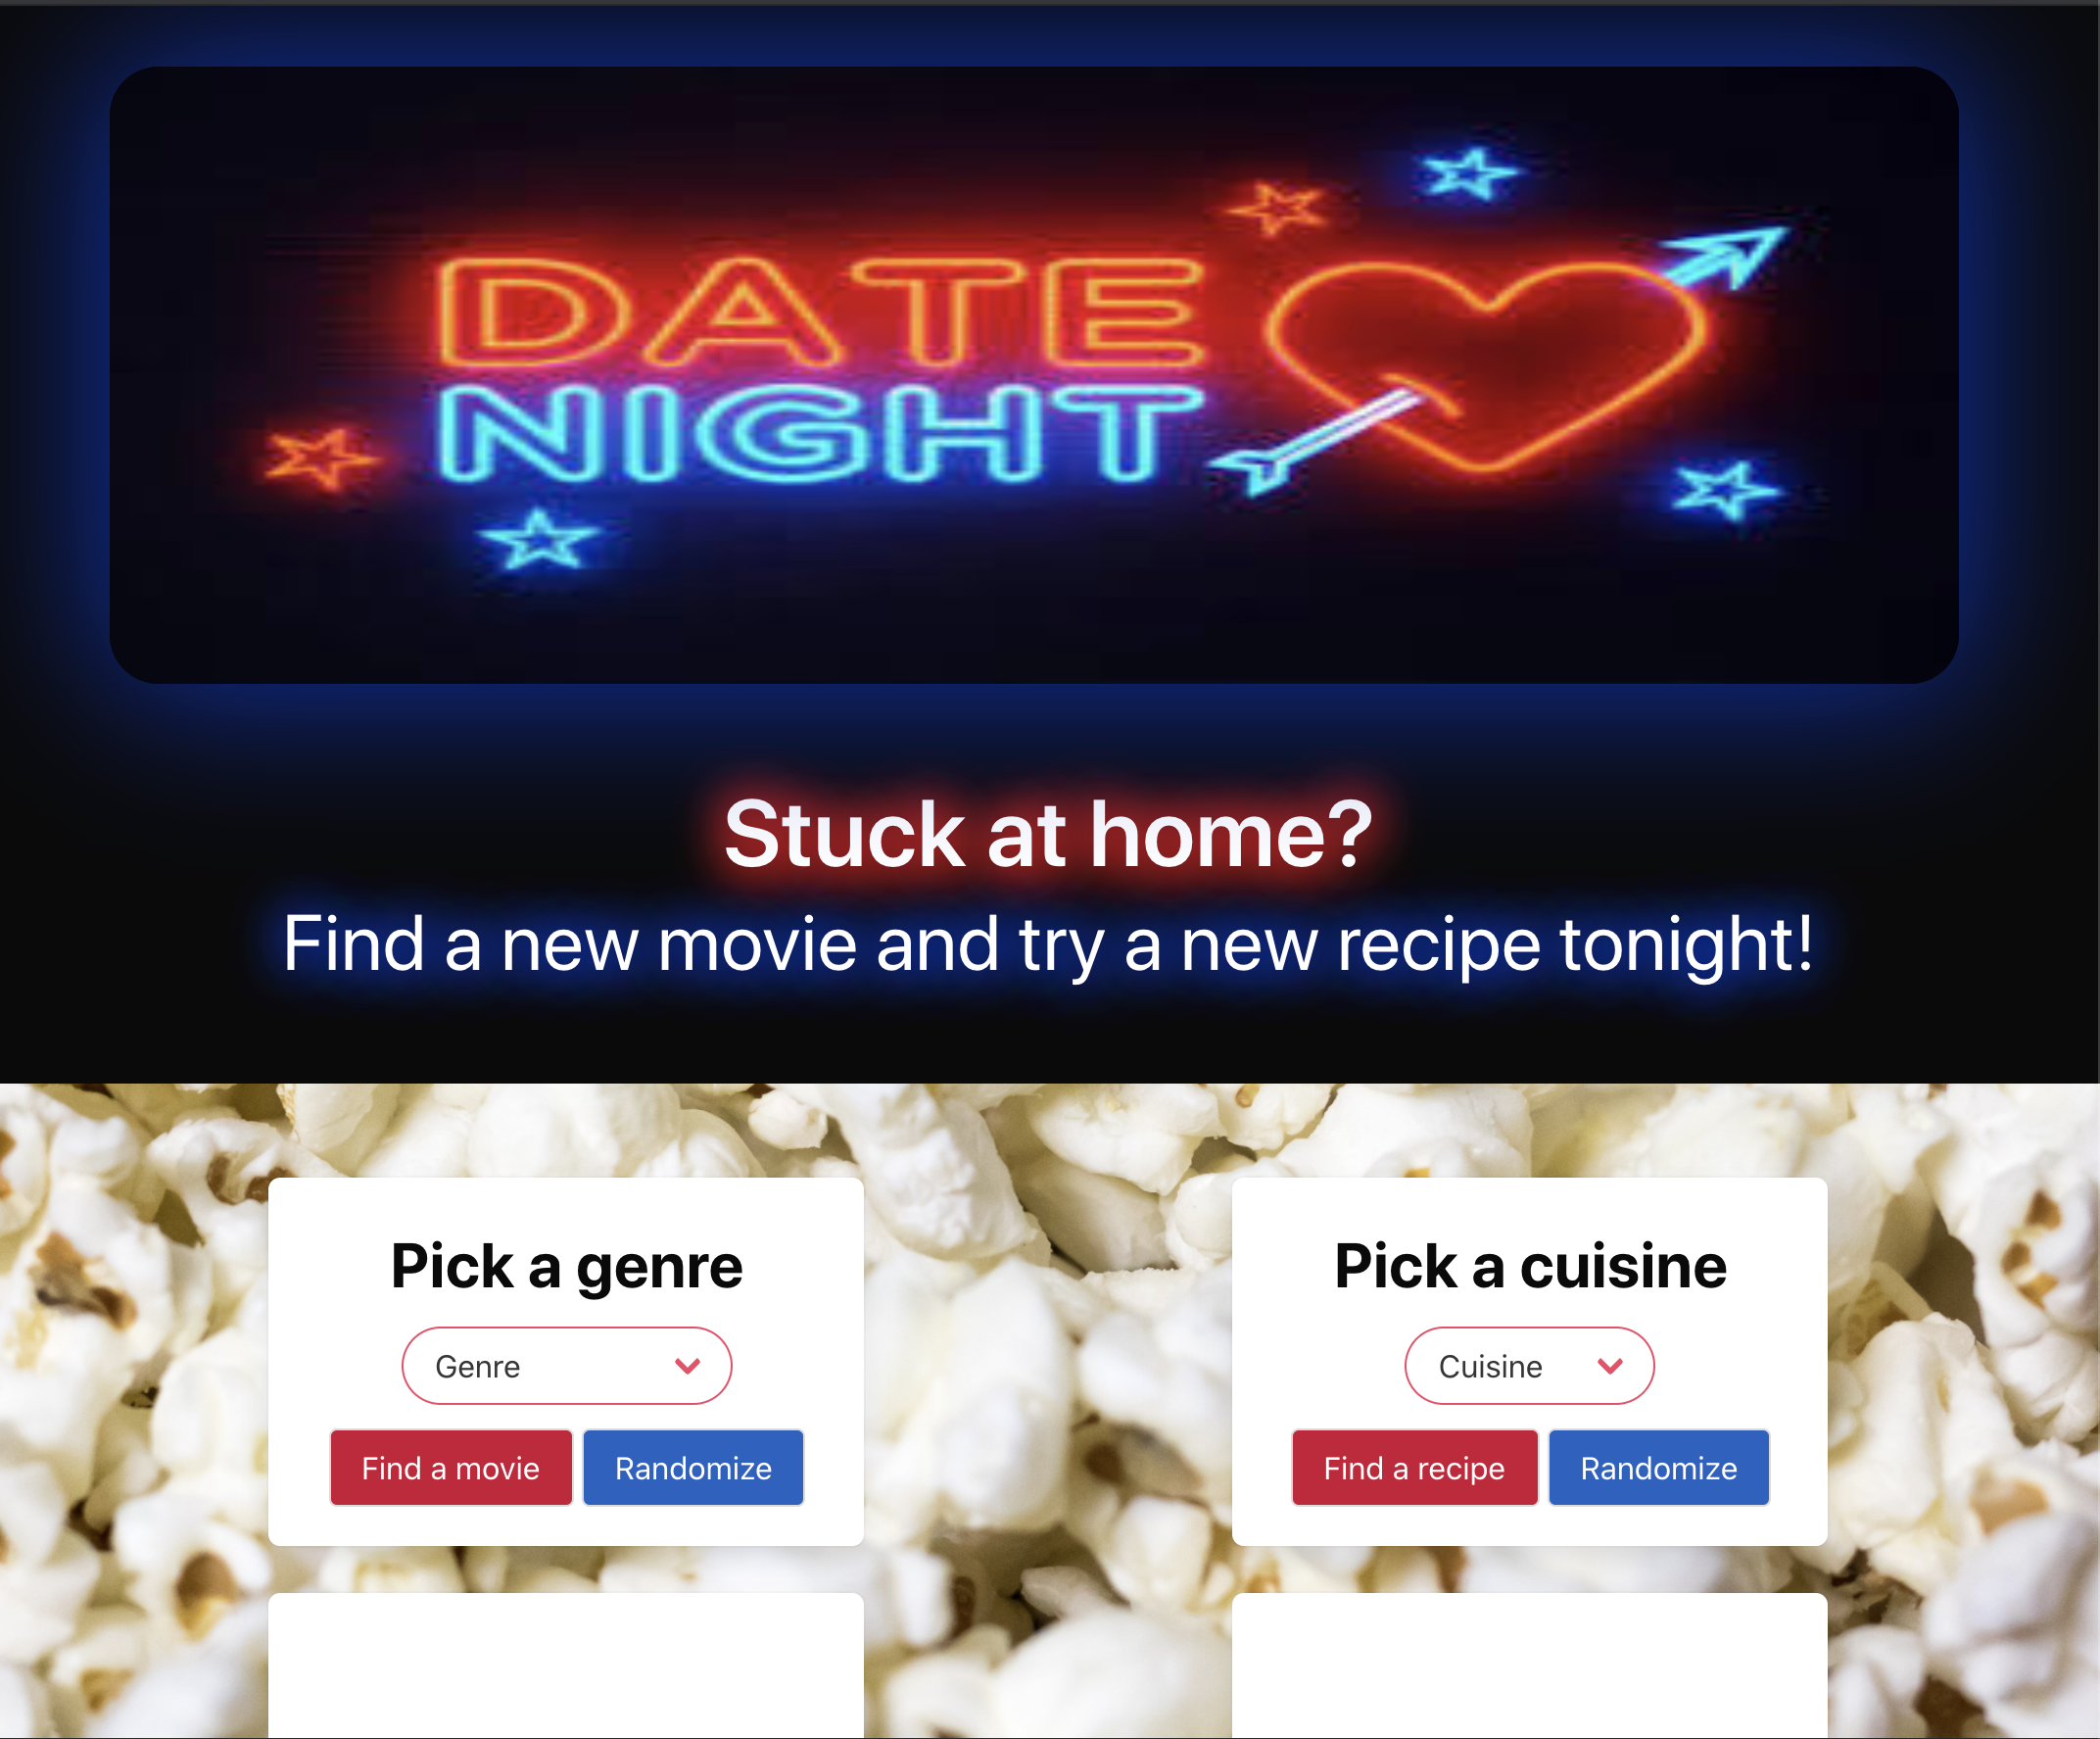 DATE
NIGHT
Stuck at home?
Find a new movie and try a new recipe tonight!
Pick a genre
Genre
Find a movie
Randomize
Pick a cuisine
Cuisine
Find a recipe
Randomize